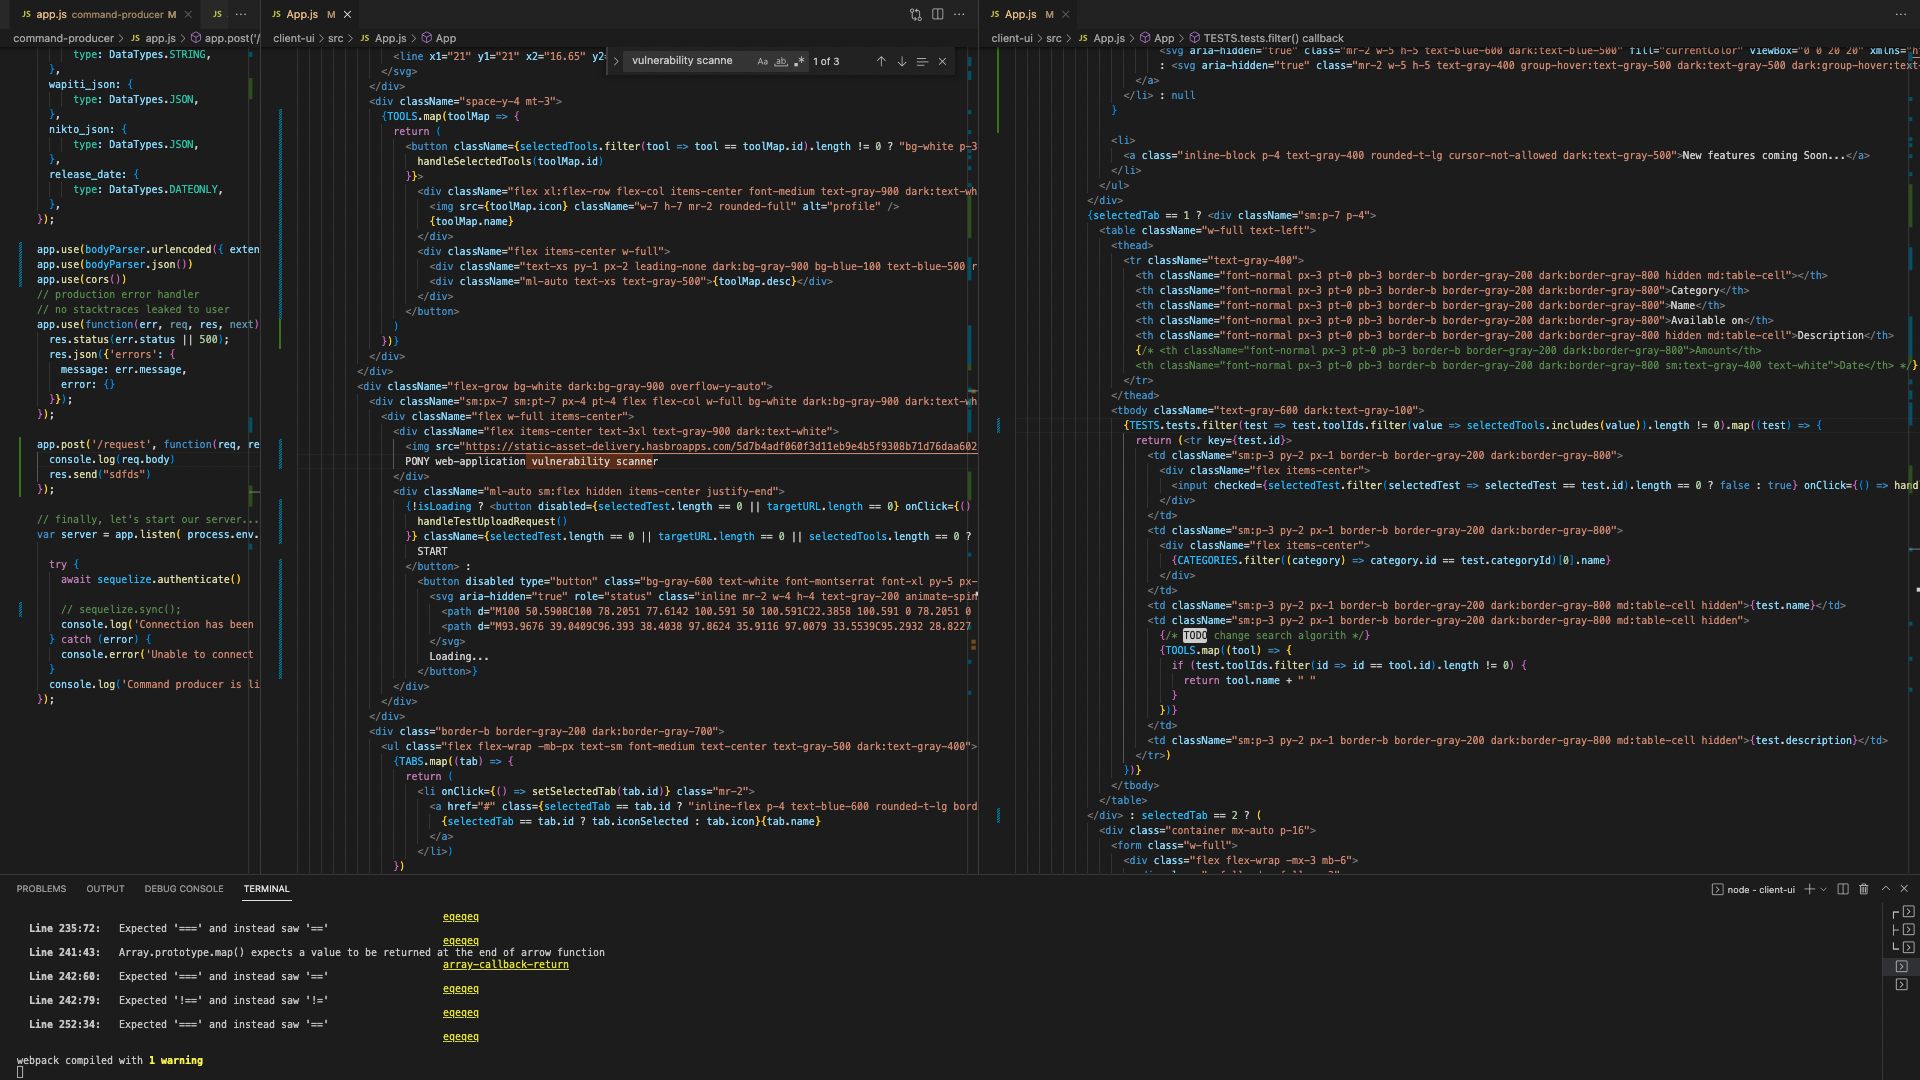 JS app.js command-producer M
JS
JS App.js M
JS App.js M
command-producer > JS app.js > app.post('/
client-ui > src > JS App.js > App
client-ui > src > JS App.js > App > TESTS.tests.filter() callback
vulnerability scanne
Aa ab 1 of 3
type: DataTypes.STRING,
},
wapiti_json: {
type: DataTypes.JSON,
},
nikto_json: {
type: DataTypes.JSON,
},
release_date: {
type: DataTypes.DATEONLY,
},
});
app.use(bodyParser.urlencoded({ exten
app.use(bodyParser.json())
app.use(cors())
// production error handler
// no stacktraces leaked to user
app.use(function(err, req, res, next)
res.status(err.status || 500);
res.json({'errors': {
message: err.message,
error: {}
}});
});
app.post('/request', function(req, re
console.log(req.body)
res.send("sdfds")
});
// finally, let's start our server...
var server = app.listen( process.env.
try {
await sequelize.authenticate()
// sequelize.sync();
console.log('Connection has been
} catch (error) {
console.error('Unable to connect
}
console.log('Command producer is li
});
<line x1="21" y1="21" x2="16.65" y2=
</svg>
</div>
<div className="space-y-4 mt-3">
{TOOLS.map(toolMap => {
return (
<button className={selectedTools.filter(tool => tool == toolMap.id).length != 0 ? "bg-white p-3
handleSelectedTools(toolMap.id)
}}>
<div className="flex xl:flex-row flex-col items-center font-medium text-gray-900 dark:text-wh
<img src={toolMap.icon} className="w-7 h-7 mr-2 rounded-full" alt="profile" />
{toolMap.name}
</div>
<div className="flex items-center w-full">
<div className="text-xs py-1 px-2 leading-none dark:bg-gray-900 bg-blue-100 text-blue-500 r
<div className="ml-auto text-xs text-gray-500">{toolMap.desc}</div>
</div>
</button>
)
})}
</div>
</div>
<div className="flex-grow bg-white dark:bg-gray-900 overflow-y-auto">
<div className="sm:px-7 sm:pt-7 px-4 pt-4 flex flex-col w-full bg-white dark:bg-gray-900 dark:text-wh
<div className="flex w-full items-center">
<div className="flex items-center text-3xl text-gray-900 dark:text-white">
<img src="https://static-asset-delivery.hasbroapps.com/5d7b4adf060f3d11eb9e4b5f9308b71d76daa602
PONY web-application vulnerability scanner
</div>
<div className="ml-auto sm:flex hidden items-center justify-end">
{!isLoading ? <button disabled={selectedTest.length == 0 || targetURL.length == 0} onClick={()
handleTestUploadRequest()
}} className={selectedTest.length == 0 || targetURL.length == 0 || selectedTools.length == 0 ?
START
</button> :
<button disabled type="button" class="bg-gray-600 text-white font-montserrat font-xl py-5 px-
<svg aria-hidden="true" role="status" class="inline mr-2 w-4 h-4 text-gray-200 animate-spin
<path d="M100 50.5908C100 78.2051 77.6142 100.591 50 100.591C22.3858 100.591 0 78.2051 0
<path d="M93.9676 39.0409C96.393 38.4038 97.8624 35.9116 97.0079 33.5539C95.2932 28.8227
</svg>
Loading...
</button>}
</div>
</div>
</div>
<div class="border-b border-gray-200 dark:border-gray-700">
<ul class="flex flex-wrap -mb-px text-sm font-medium text-center text-gray-500 dark:text-gray-400">
{TABS.map((tab) => {
return (
<li onClick={() => setSelectedTab(tab.id)} class="mr-2">
<a href="#" class={selectedTab == tab.id ? "inline-flex p-4 text-blue-600 rounded-t-lg bord
{selectedTab == tab.id ? tab.iconSelected : tab.icon}{tab.name}
</a>
</li>)
})
<svg aria-hidden="true" class="mr-2 w-5 h-5 text-blue-600 dark:text-blue-500" fill="currentColor" viewBox="0 0 20 20" xmlns="h
: <svg aria-hidden="true" class="mr-2 w-5 h-5 text-gray-400 group-hover:text-gray-500 dark:text-gray-500 dark:group-hover:text
</a>
</li> : null
}
<li>
<a class="inline-block p-4 text-gray-400 rounded-t-lg cursor-not-allowed dark:text-gray-500">New features coming Soon...</a>
</li>
</ul>
</div>
{selectedTab == 1 ? <div className="sm:p-7 p-4">
<table className="w-full text-left">
<thead>
<tr className="text-gray-400">
<th className="font-normal px-3 pt-0 pb-3 border-b border-gray-200 dark:border-gray-800 hidden md:table-cell"></th>
<th className="font-normal px-3 pt-0 pb-3 border-b border-gray-200 dark:border-gray-800">Category</th>
<th className="font-normal px-3 pt-0 pb-3 border-b border-gray-200 dark:border-gray-800">Name</th>
<th className="font-normal px-3 pt-0 pb-3 border-b border-gray-200 dark:border-gray-800">Available on</th>
<th className="font-normal px-3 pt-0 pb-3 border-b border-gray-200 dark:border-gray-800 hidden md:table-cell">Description</th>
{/* <th className="font-normal px-3 pt-0 pb-3 border-b border-gray-200 dark:border-gray-800">Amount</th>
<th className="font-normal px-3 pt-0 pb-3 border-b border-gray-200 dark:border-gray-800 sm:text-gray-400 text-white">Date</th> */}
</tr>
</thead>
<tbody className="text-gray-600 dark:text-gray-100">
{TESTS.tests.filter(test => test.toolIds.filter(value => selectedTools.includes(value)).length != 0).map((test) => {
return (<tr key={test.id}>
<td className="sm:p-3 py-2 px-1 border-b border-gray-200 dark:border-gray-800">
<div className="flex items-center">
<input checked={selectedTest.filter(selectedTest => selectedTest == test.id).length == 0 ? false : true} onClick={() => hand
</div>
</td>
<td className="sm:p-3 py-2 px-1 border-b border-gray-200 dark:border-gray-800">
<div className="flex items-center">
{CATEGORIES.filter((category) => category.id == test.categoryId)[0].name}
</div>
</td>
<td className="sm:p-3 py-2 px-1 border-b border-gray-200 dark:border-gray-800 md:table-cell hidden">{test.name}</td>
<td className="sm:p-3 py-2 px-1 border-b border-gray-200 dark:border-gray-800 md:table-cell hidden">
{/* TODO change search algorith */}
{TOOLS.map((tool) => {
if (test.toolIds.filter(id => id == tool.id).length != 0) {
return tool.name + " "
}
})}
</td>
<td className="sm:p-3 py-2 px-1 border-b border-gray-200 dark:border-gray-800 md:table-cell hidden">{test.description}</td>
</tr>)
})}
</tbody>
</table>
</div> : selectedTab == 2 ? (
<div class="container mx-auto p-16">
<form class="w-full">
<div class="flex flex-wrap -mx-3 mb-6">
PROBLEMS OUTPUT DEBUG CONSOLE TERMINAL
node - client-ui
eqeqeq
Line 235:72: Expected '===' and instead saw '=='
eqeqeq
Line 241:43: Array.prototype.map() expects a value to be returned at the end of arrow function
array-callback-return
Line 242:60: Expected '===' and instead saw '=='
eqeqeq
Line 242:79: Expected '!==' and instead saw '!='
eqeqeq
Line 252:34: Expected '===' and instead saw '=='
eqeqeq
webpack compiled with 1 warning